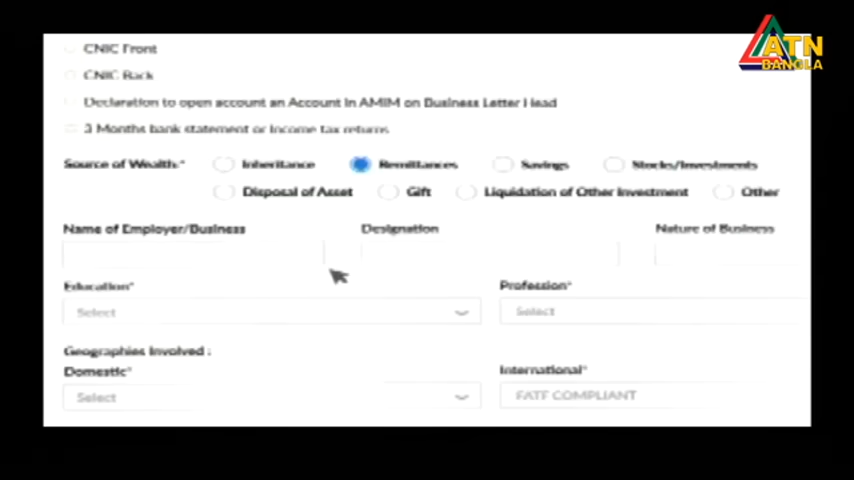 ATN
BANGLA
CNIC Front
CNIC Back
Declaration to open account an Account in AMIM on Business Letter Head
3 Months bank statement or Income tax returns
Source of Wealth:* Inheritance Remittances Savings Stocks/Investments
Disposal of Asset Gift Liquidation of Other Investment Other
Name of Employer/Business Designation Nature of Business
Education* Profession*
Select Select
Geographies Involved :
Domestic* International*
Select FATF COMPLIANT